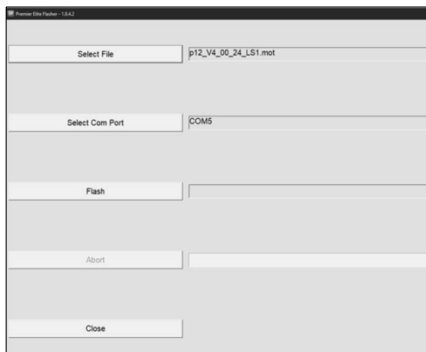 Premier Elite Flasher - 1.0.4.2
Select File
p12_V4_00_24_LS1.mot
Select Com Port
COM5
Flash
Abort
Close